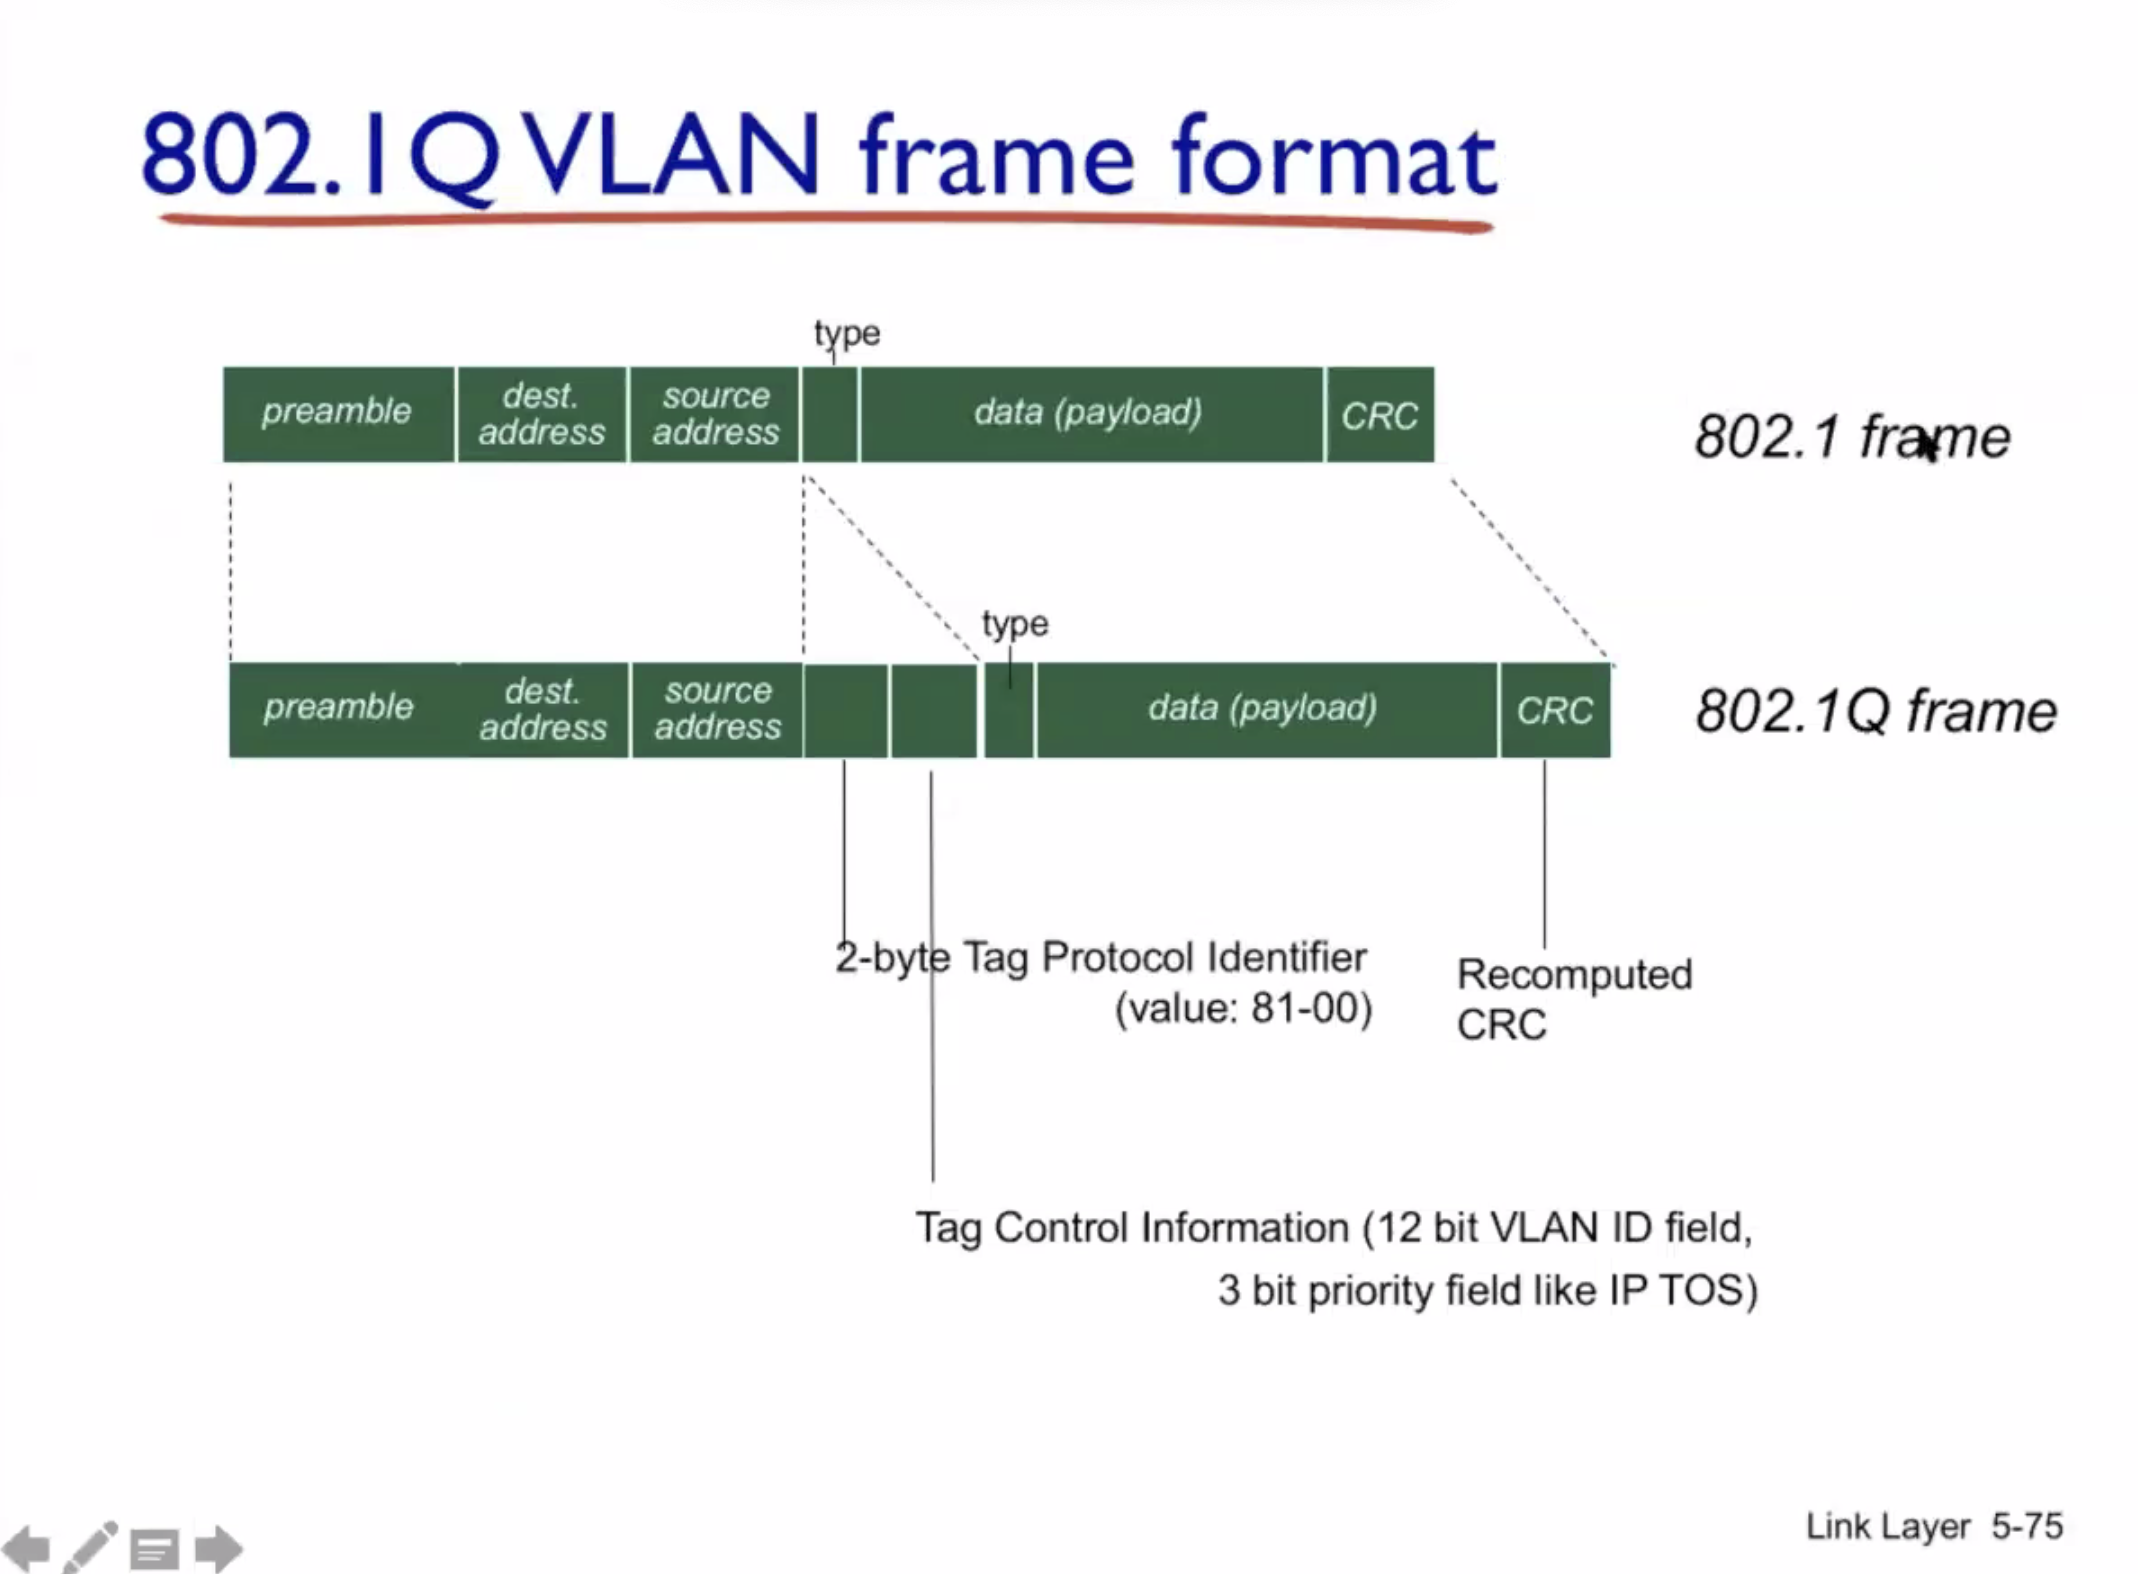 802.1Q VLAN frame format
type
preamble
dest.
address
source
address
data (payload)
CRC
802.1 frame
type
preamble
dest.
address
source
address
data (payload)
CRC
802.1Q frame
2-byte Tag Protocol Identifier
(value: 81-00)
Recomputed
CRC
Tag Control Information (12 bit VLAN ID field,
3 bit priority field like IP TOS)
Link Layer 5-75